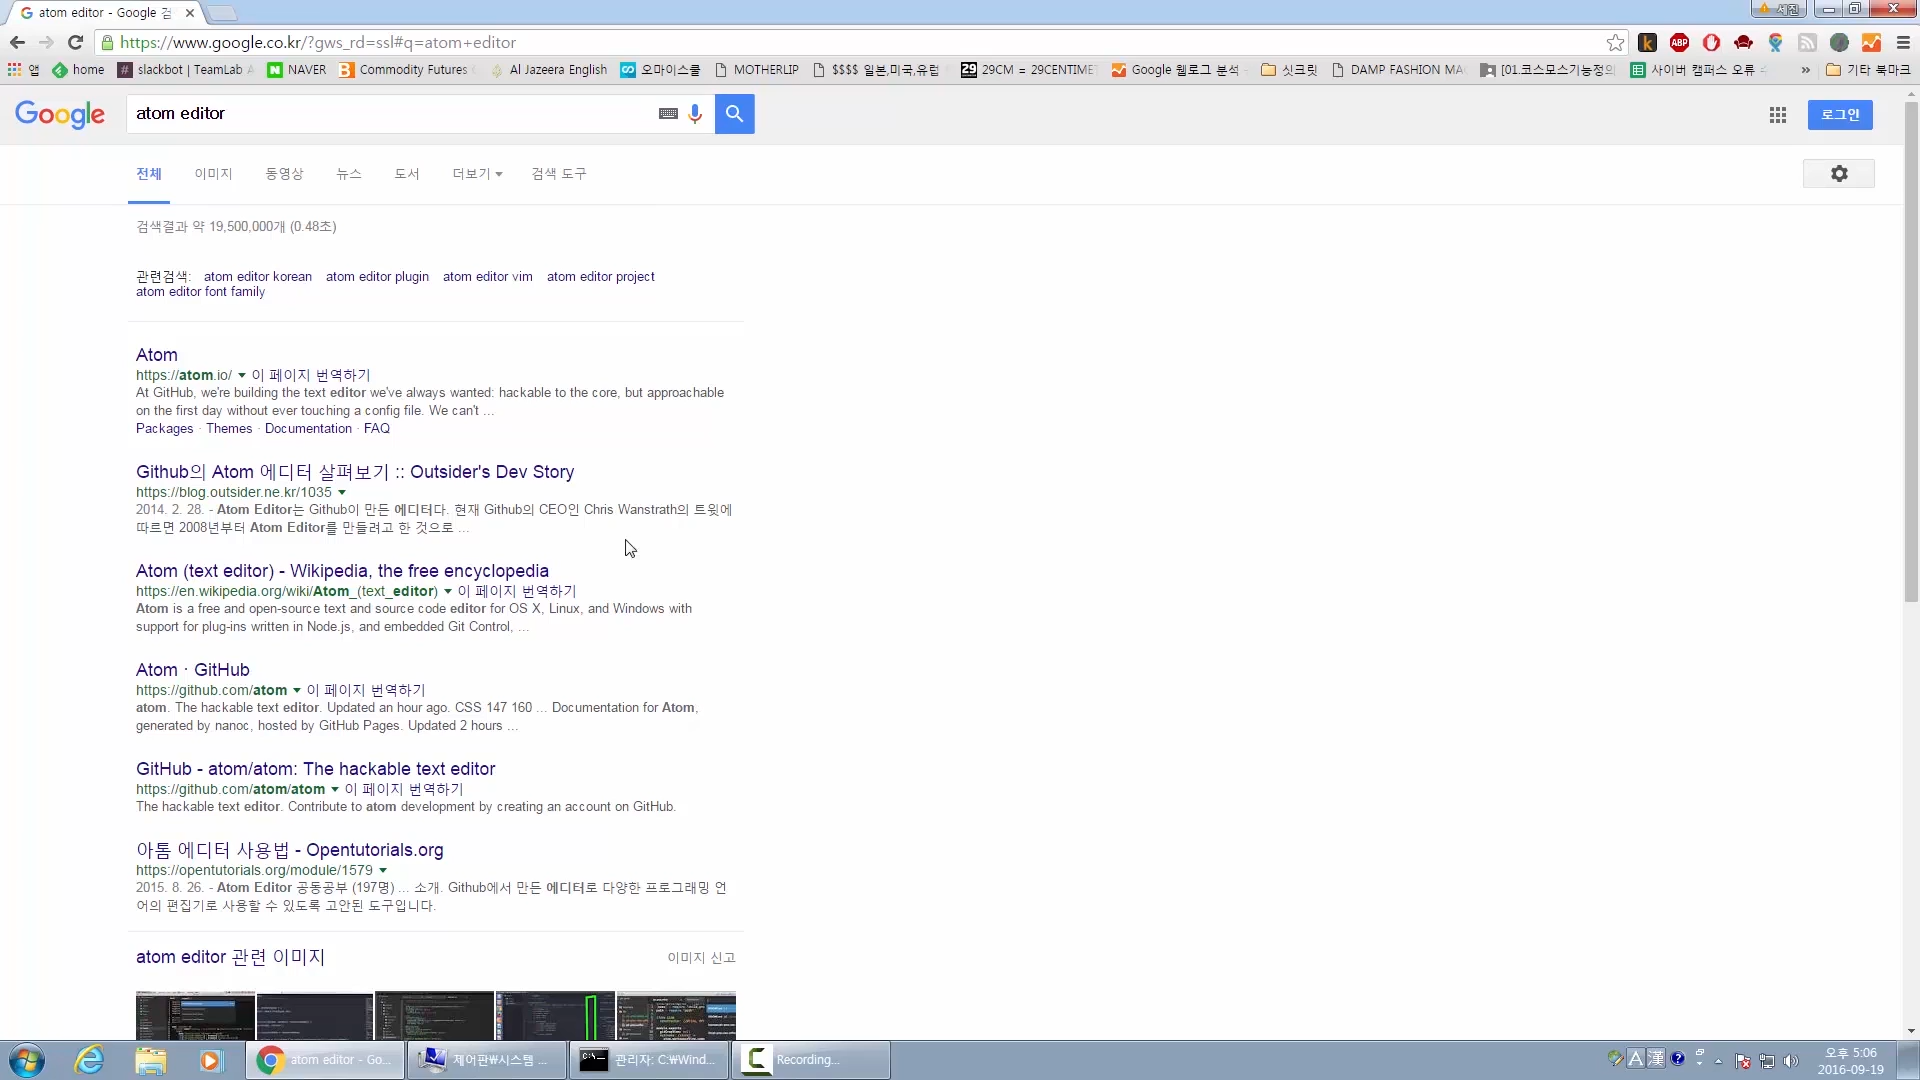 atom editor - Google 검
세진
https://www.google.co.kr/?gws_rd=ssl#q=atom+editor
앱 home slackbot | TeamLab NAVER Commodity Futures Al Jazeera English 오마이스쿨 MOTHERLIP $$$$ 일본,미국,유럽 29CM = 29CENTIME Google 웹로그 분석 싯크릿 DAMP FASHION MA [01.코스모스기능정의 사이버 캠퍼스 오류 » 기타 북마크
Google atom editor 로그인
전체 이미지 동영상 뉴스 도서 더보기 검색 도구
검색결과 약 19,500,000개 (0.48초)
관련검색: atom editor korean atom editor plugin atom editor vim atom editor project
atom editor font family
Atom
https://atom.io/ 이 페이지 번역하기
At GitHub, we're building the text editor we've always wanted: hackable to the core, but approachable
on the first day without ever touching a config file. We can't ...
Packages · Themes · Documentation · FAQ
Github의 Atom 에디터 살펴보기 :: Outsider's Dev Story
https://blog.outsider.ne.kr/1035
2014. 2. 28. - Atom Editor는 Github이 만든 에디터다. 현재 Github의 CEO인 Chris Wanstrath의 트윗에
따르면 2008년부터 Atom Editor를 만들려고 한 것으로 ...
Atom (text editor) - Wikipedia, the free encyclopedia
https://en.wikipedia.org/wiki/Atom_(text_editor) 이 페이지 번역하기
Atom is a free and open-source text and source code editor for OS X, Linux, and Windows with
support for plug-ins written in Node.js, and embedded Git Control, ...
Atom · GitHub
https://github.com/atom 이 페이지 번역하기
atom. The hackable text editor. Updated an hour ago. CSS 147 160 ... Documentation for Atom,
generated by nanoc, hosted by GitHub Pages. Updated 2 hours ...
GitHub - atom/atom: The hackable text editor
https://github.com/atom/atom 이 페이지 번역하기
The hackable text editor. Contribute to atom development by creating an account on GitHub.
아톰 에디터 사용법 - Opentutorials.org
https://opentutorials.org/module/1579
2015. 8. 26. - Atom Editor 공동공부 (197명) ... 소개. Github에서 만든 에디터로 다양한 프로그래밍 언
어의 편집기로 사용할 수 있도록 고안된 도구입니다.
atom editor 관련 이미지 이미지 신고
atom editor - Go... 제어판₩시스템 ... 관리자: C:₩Wind... Recording... A 漢 오후 5:06
2016-09-19